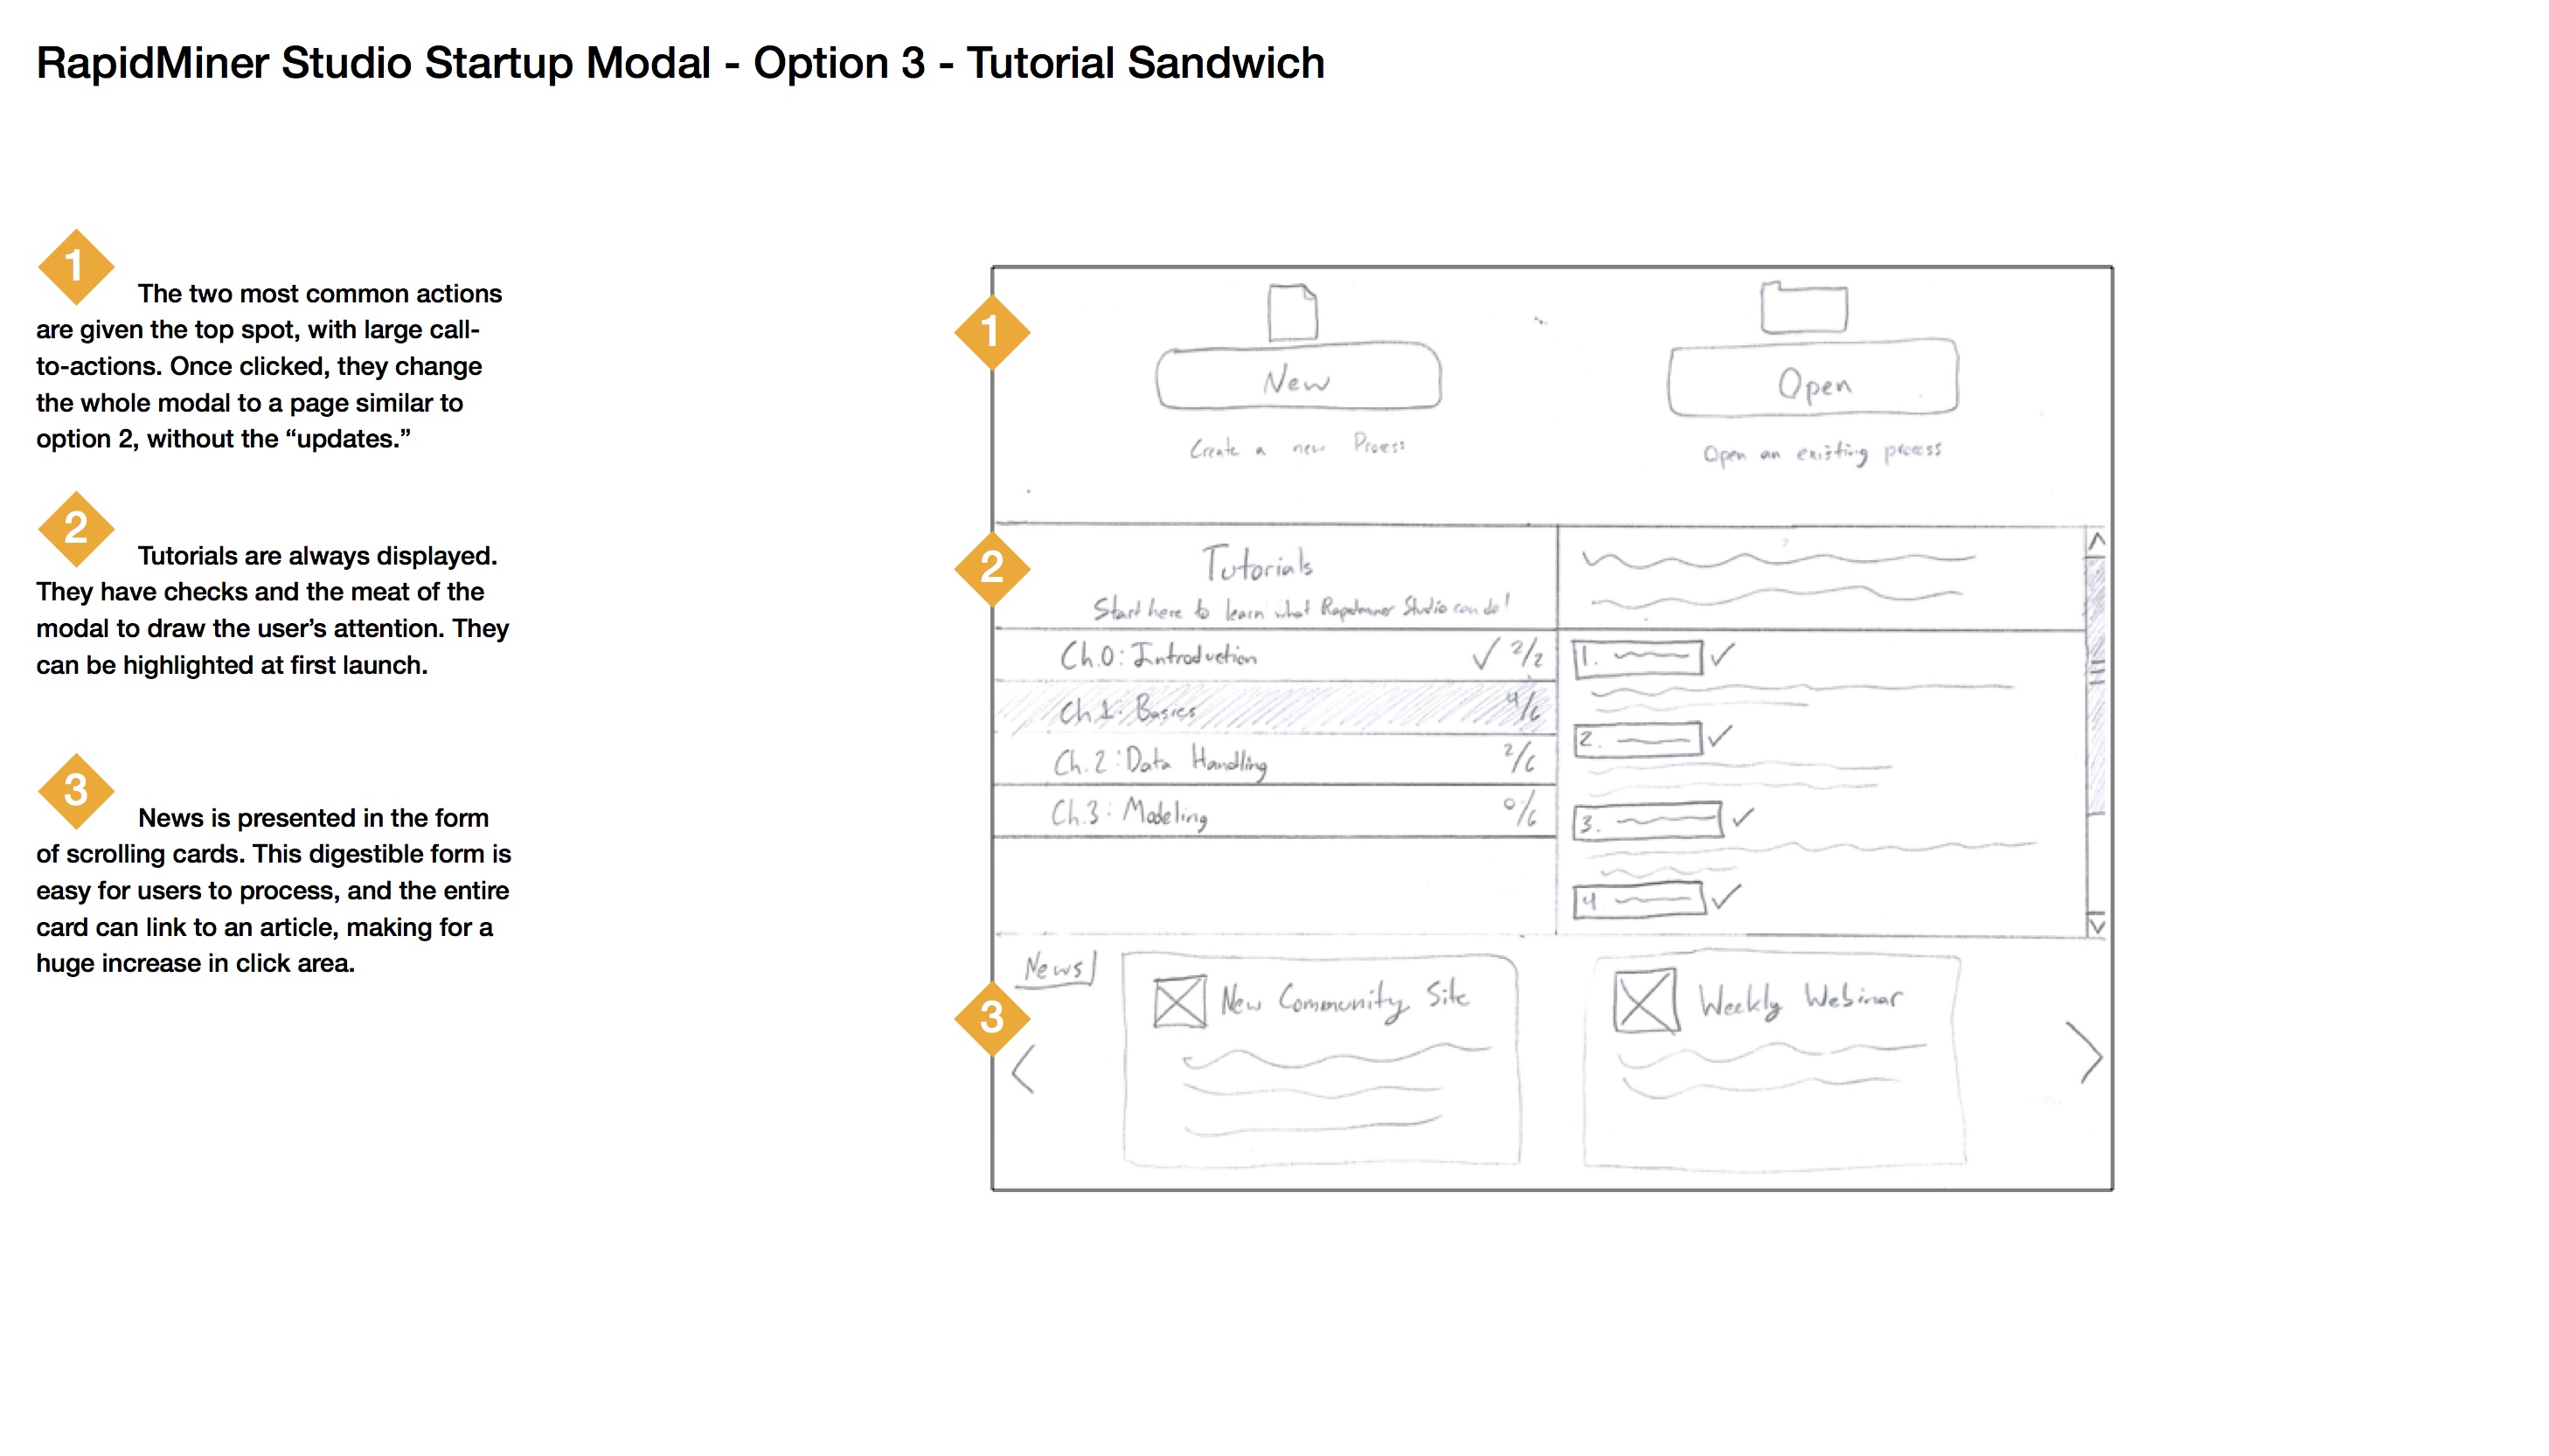 RapidMiner Studio Startup Modal - Option 3 - Tutorial Sandwich
1
The two most common actions
are given the top spot, with large call-
to-actions. Once clicked, they change
the whole modal to a page similar to
option 2, without the “updates.”
2
Tutorials are always displayed.
They have checks and the meat of the
modal to draw the user’s attention. They
can be highlighted at first launch.
3
News is presented in the form
of scrolling cards. This digestible form is
easy for users to process, and the entire
card can link to an article, making for a
huge increase in click area.
1
New
Create a new Process
Open
Open an existing process
2
Tutorials
Start here to learn what Rapidminer Studio can do!
Ch.0: Introduction ✓ 2/2
Ch 1: Basics 4/6
Ch.2: Data Handling 2/6
Ch.3: Modeling 0/6
1. ✓
2. ✓
3. ✓
4 ✓
3
News
New Community Site
Weekly Webinar